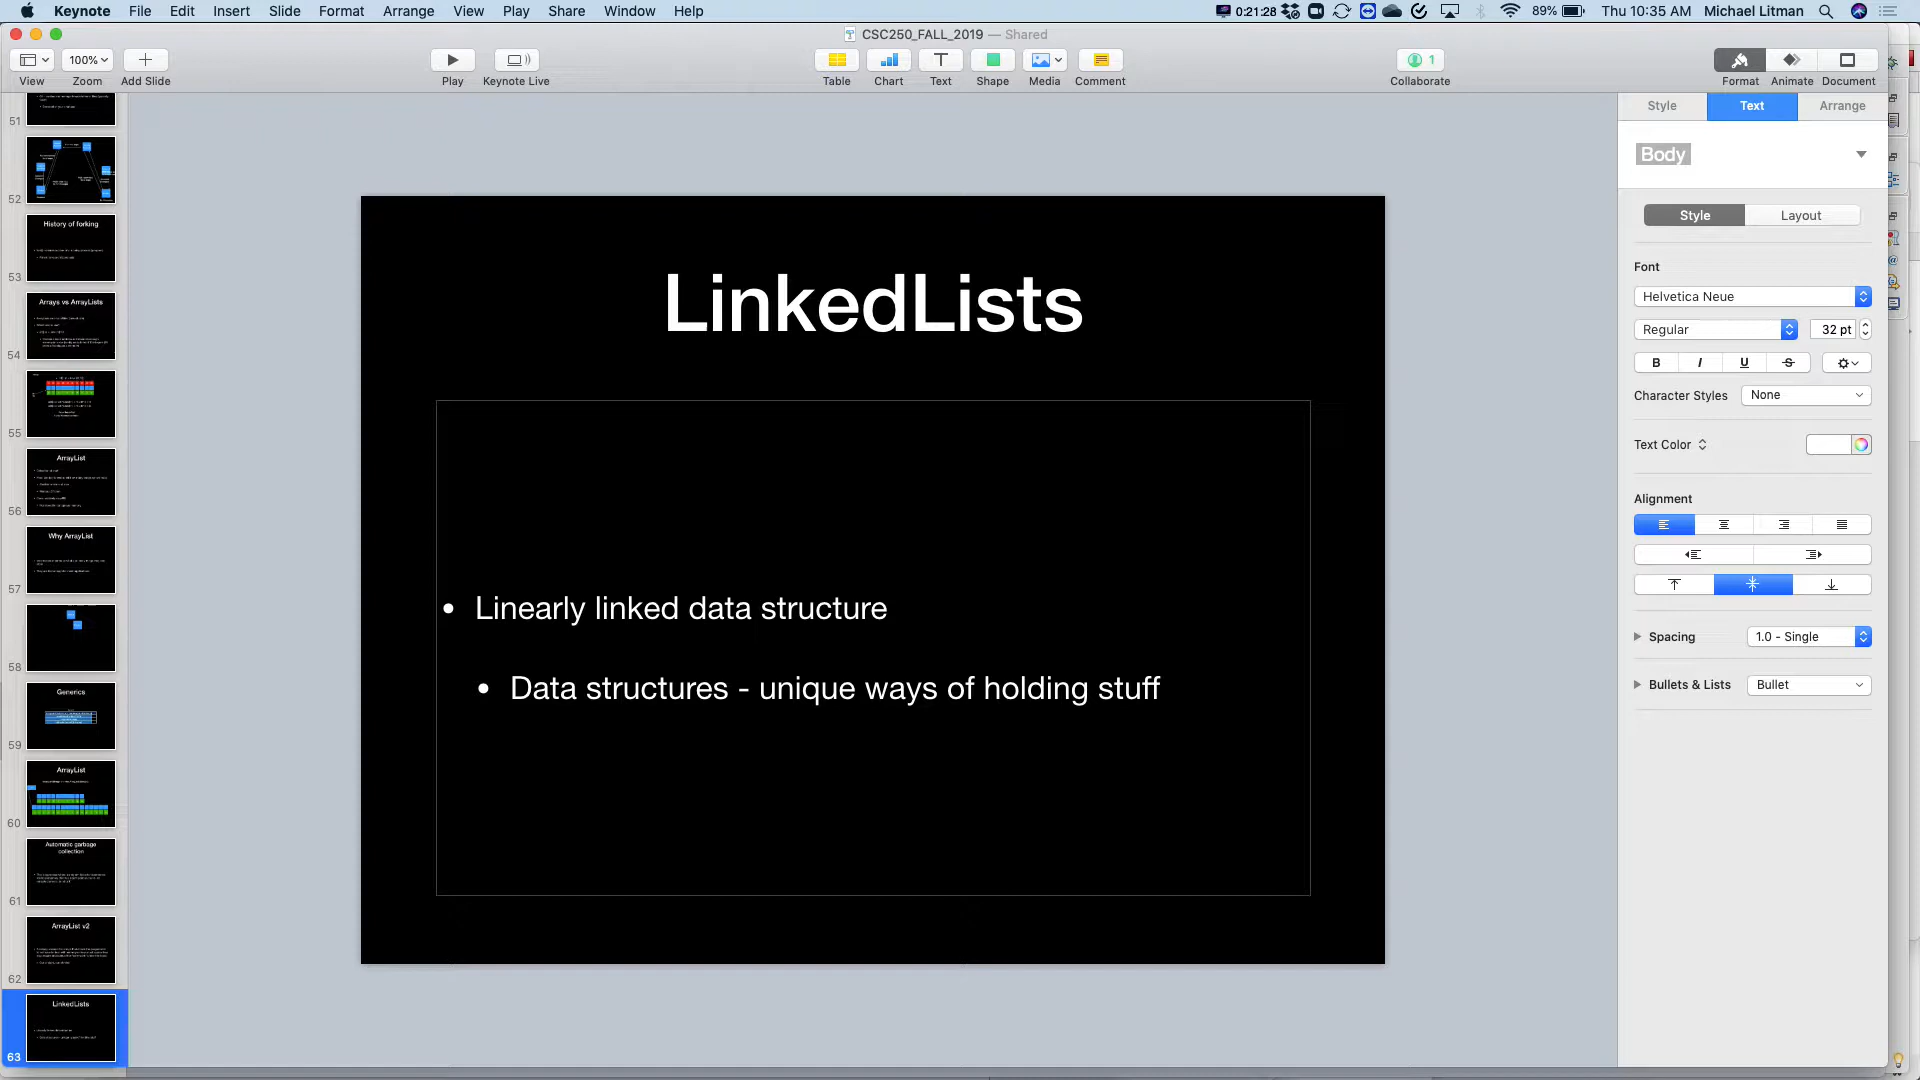 Keynote File Edit Insert Slide Format Arrange View Play Share Window Help
0:21:28 89% Thu 10:35 AM Michael Litman
CSC250_FALL_2019 — Shared
100%
1
View Zoom Add Slide Play Keynote Live Table Chart Text Shape Media Comment Collaborate Format Animate Document
51
52
History of forking
53
Arrays vs ArrayLists
54
55
ArrayList
56
Why ArrayList
57
58
Generics
59
ArrayList
60
Automatic garbage
collection
61
ArrayList v2
62
LinkedLists
63
LinkedLists
• Linearly linked data structure
• Data structures - unique ways of holding stuff
Style Text Arrange
Body
Style Layout
Font
Helvetica Neue
Regular 32 pt
B I U S
Character Styles None
Text Color
Alignment
Spacing 1.0 - Single
Bullets & Lists Bullet